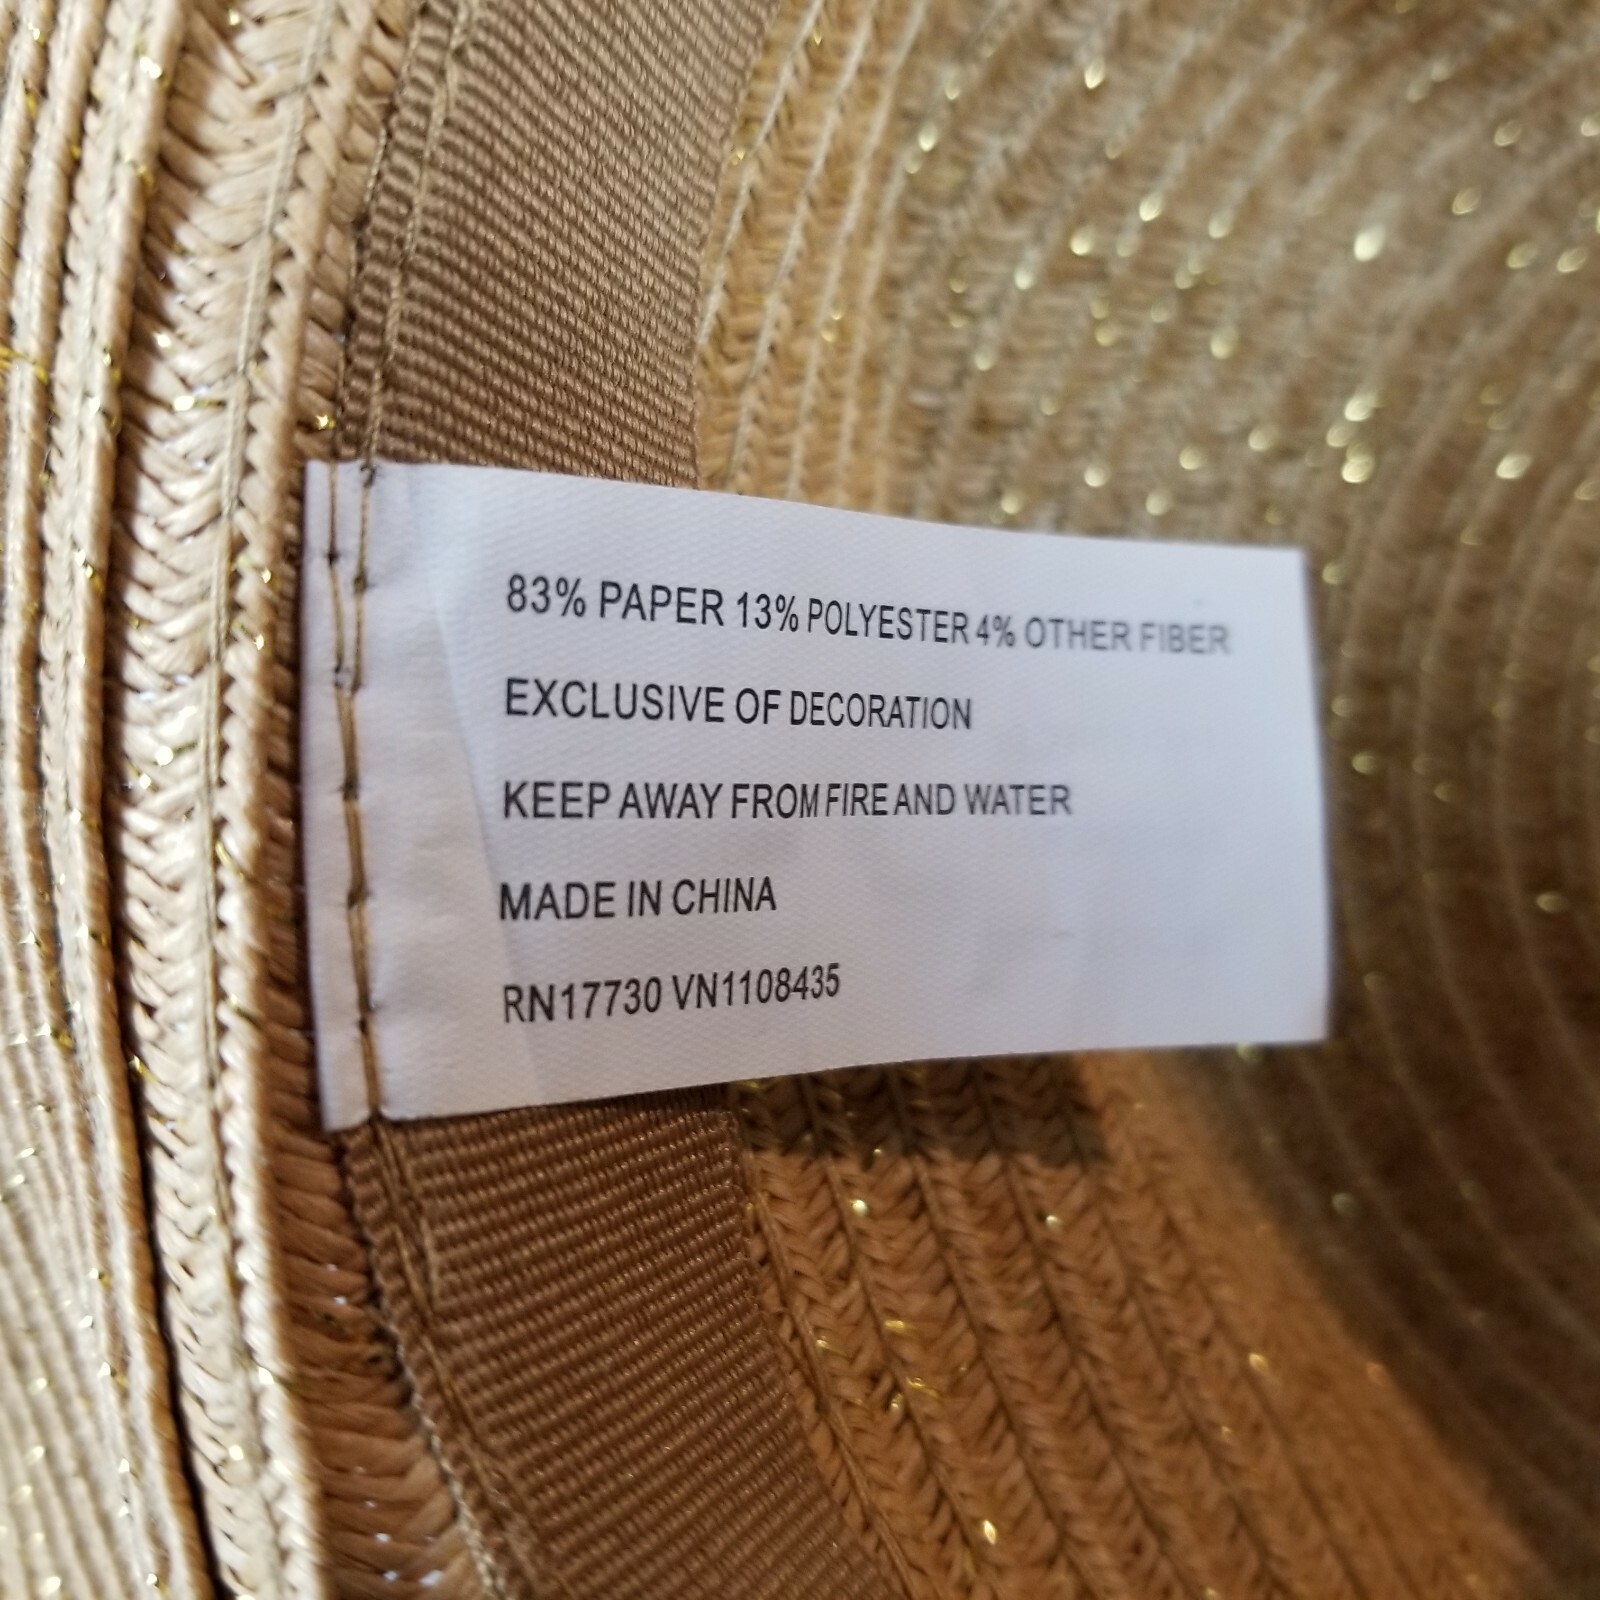 83% PAPER 13% POLYESTER 4% OTHER FIBER
EXCLUSIVE OF DECORATION
KEEP AWAY FROM FIRE AND WATER
MADE IN CHINA
RN17730 VN1108435